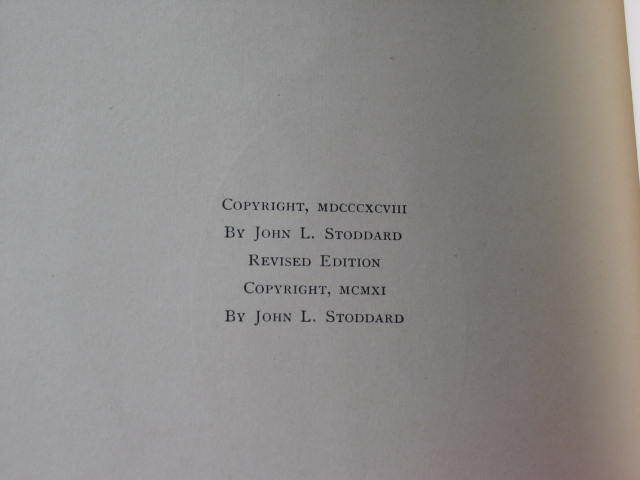 Copyright, MDCCCXCVIII
By John L. Stoddard
Revised Edition
Copyright, MCMXI
By John L. Stoddard